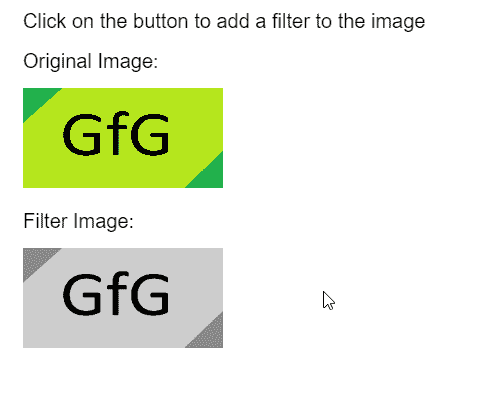 Click on the button to add a filter to the image
Original Image:
GfG
Filter Image:
GfG